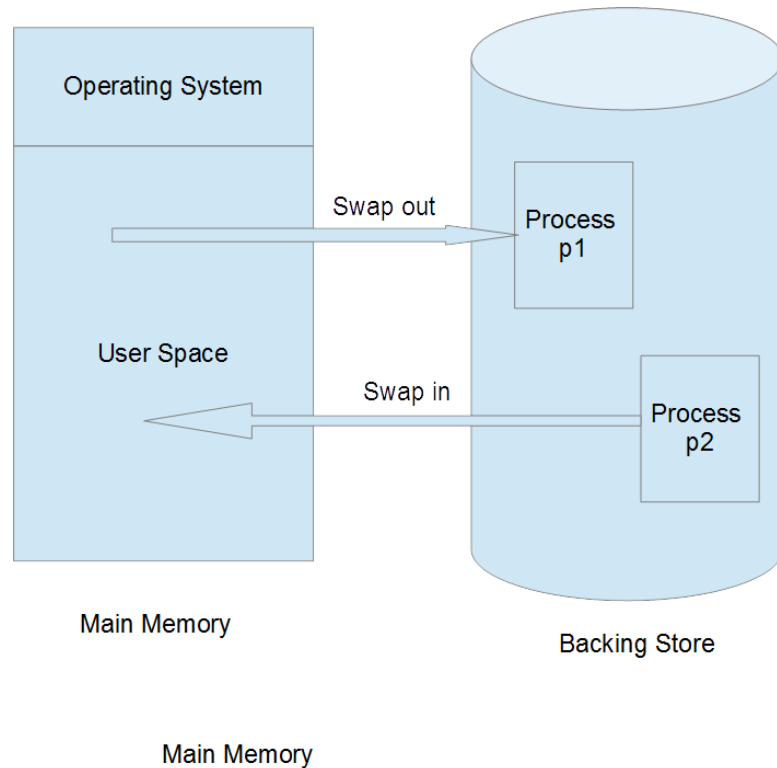 Operating System
Swap out
Process
p1
User Space
Swap in
Process
p2
Main Memory
Backing Store
Main Memory